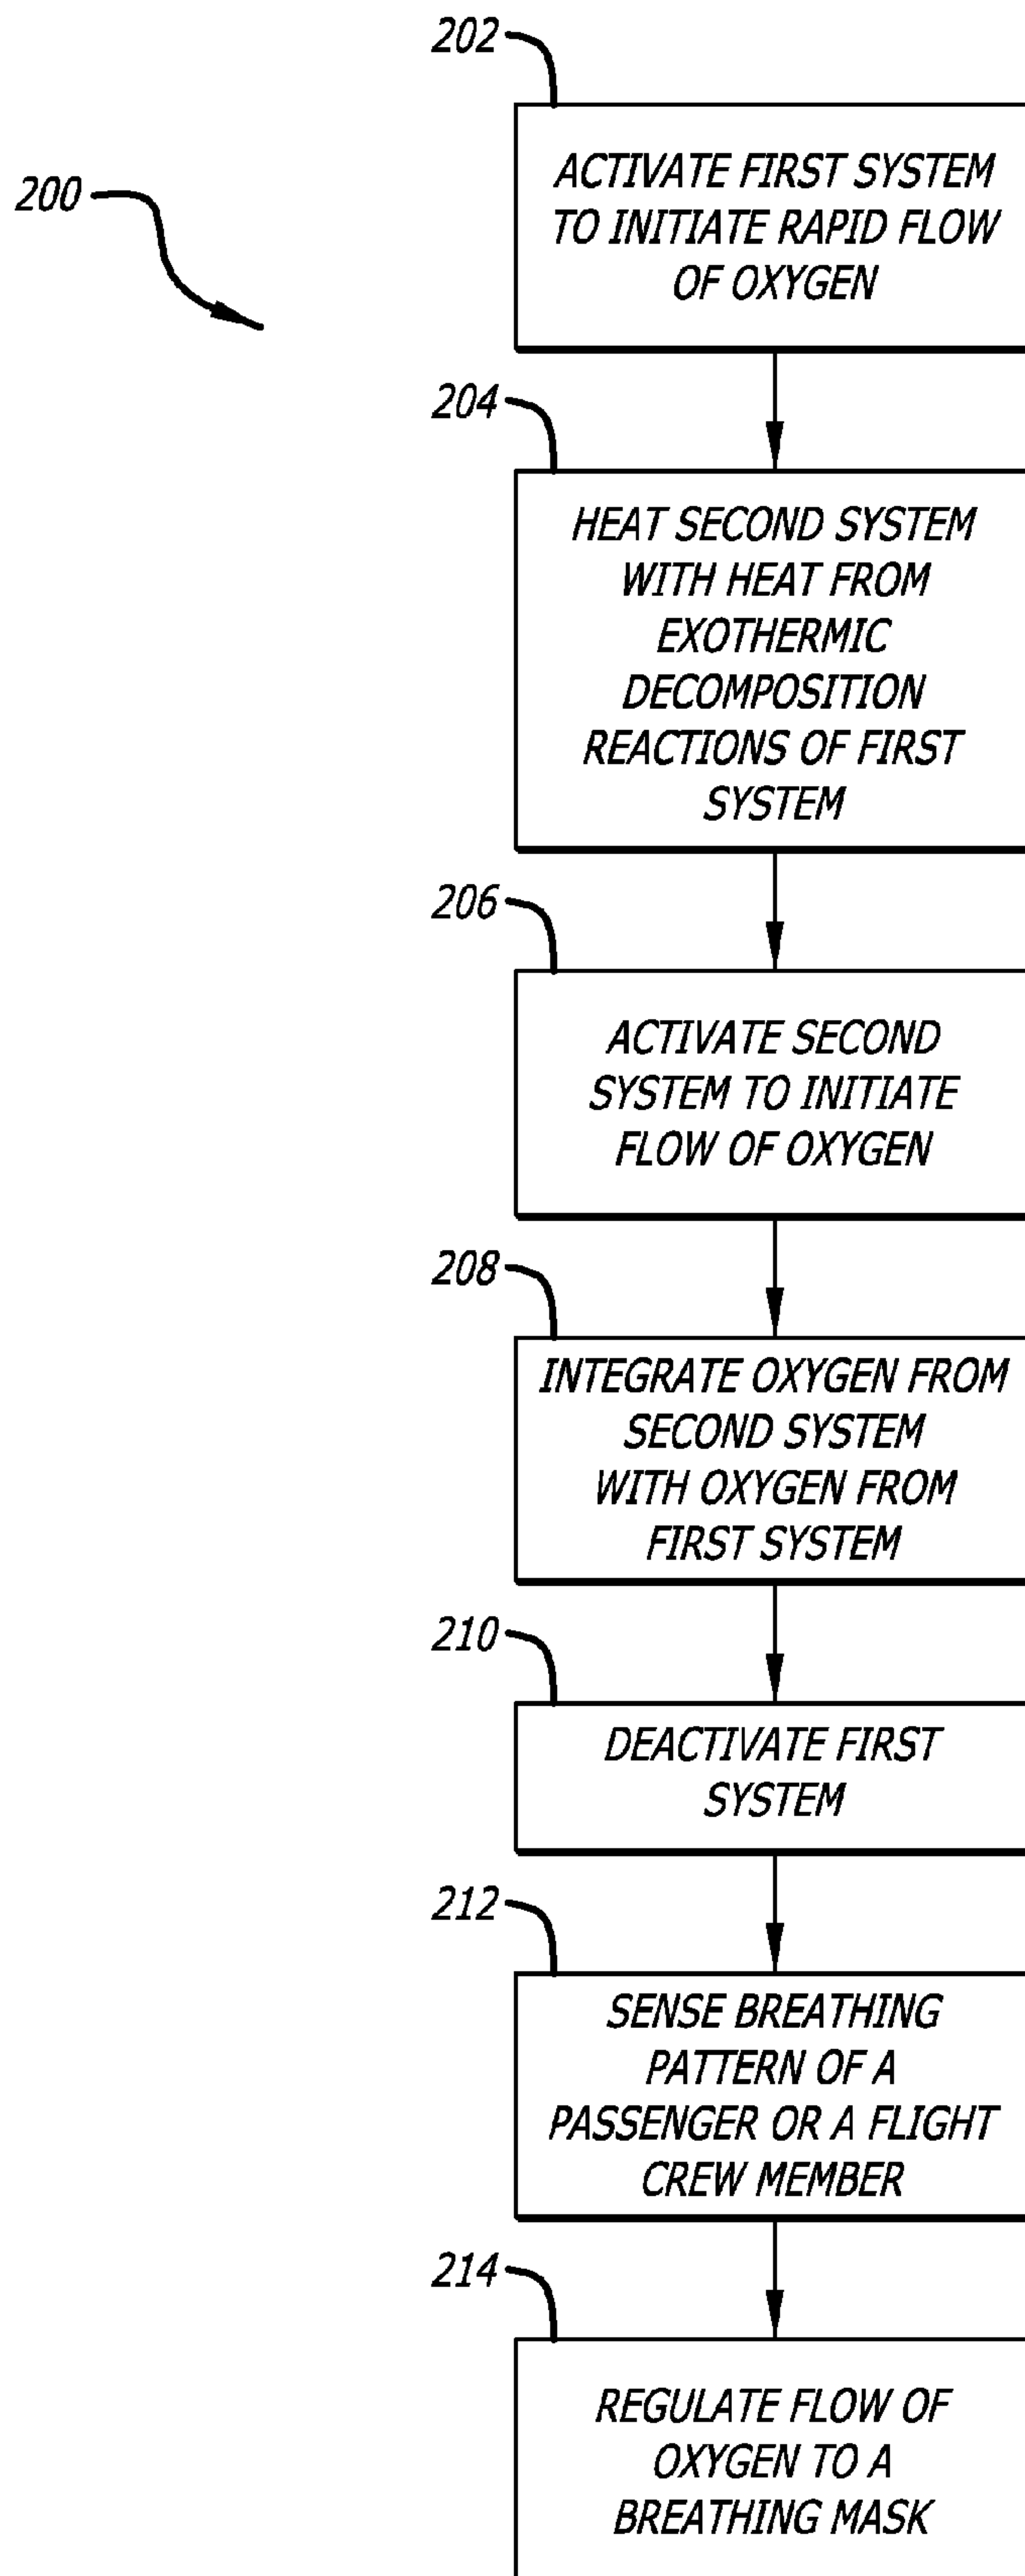 202
200
ACTIVATE FIRST SYSTEM
TO INITIATE RAPID FLOW
OF OXYGEN
204
HEAT SECOND SYSTEM
WITH HEAT FROM
EXOTHERMIC
DECOMPOSITION
REACTIONS OF FIRST
SYSTEM
206
ACTIVATE SECOND
SYSTEM TO INITIATE
FLOW OF OXYGEN
208
INTEGRATE OXYGEN FROM
SECOND SYSTEM
WITH OXYGEN FROM
FIRST SYSTEM
210
DEACTIVATE FIRST
SYSTEM
212
SENSE BREATHING
PATTERN OF A
PASSENGER OR A FLIGHT
CREW MEMBER
214
REGULATE FLOW OF
OXYGEN TO A
BREATHING MASK